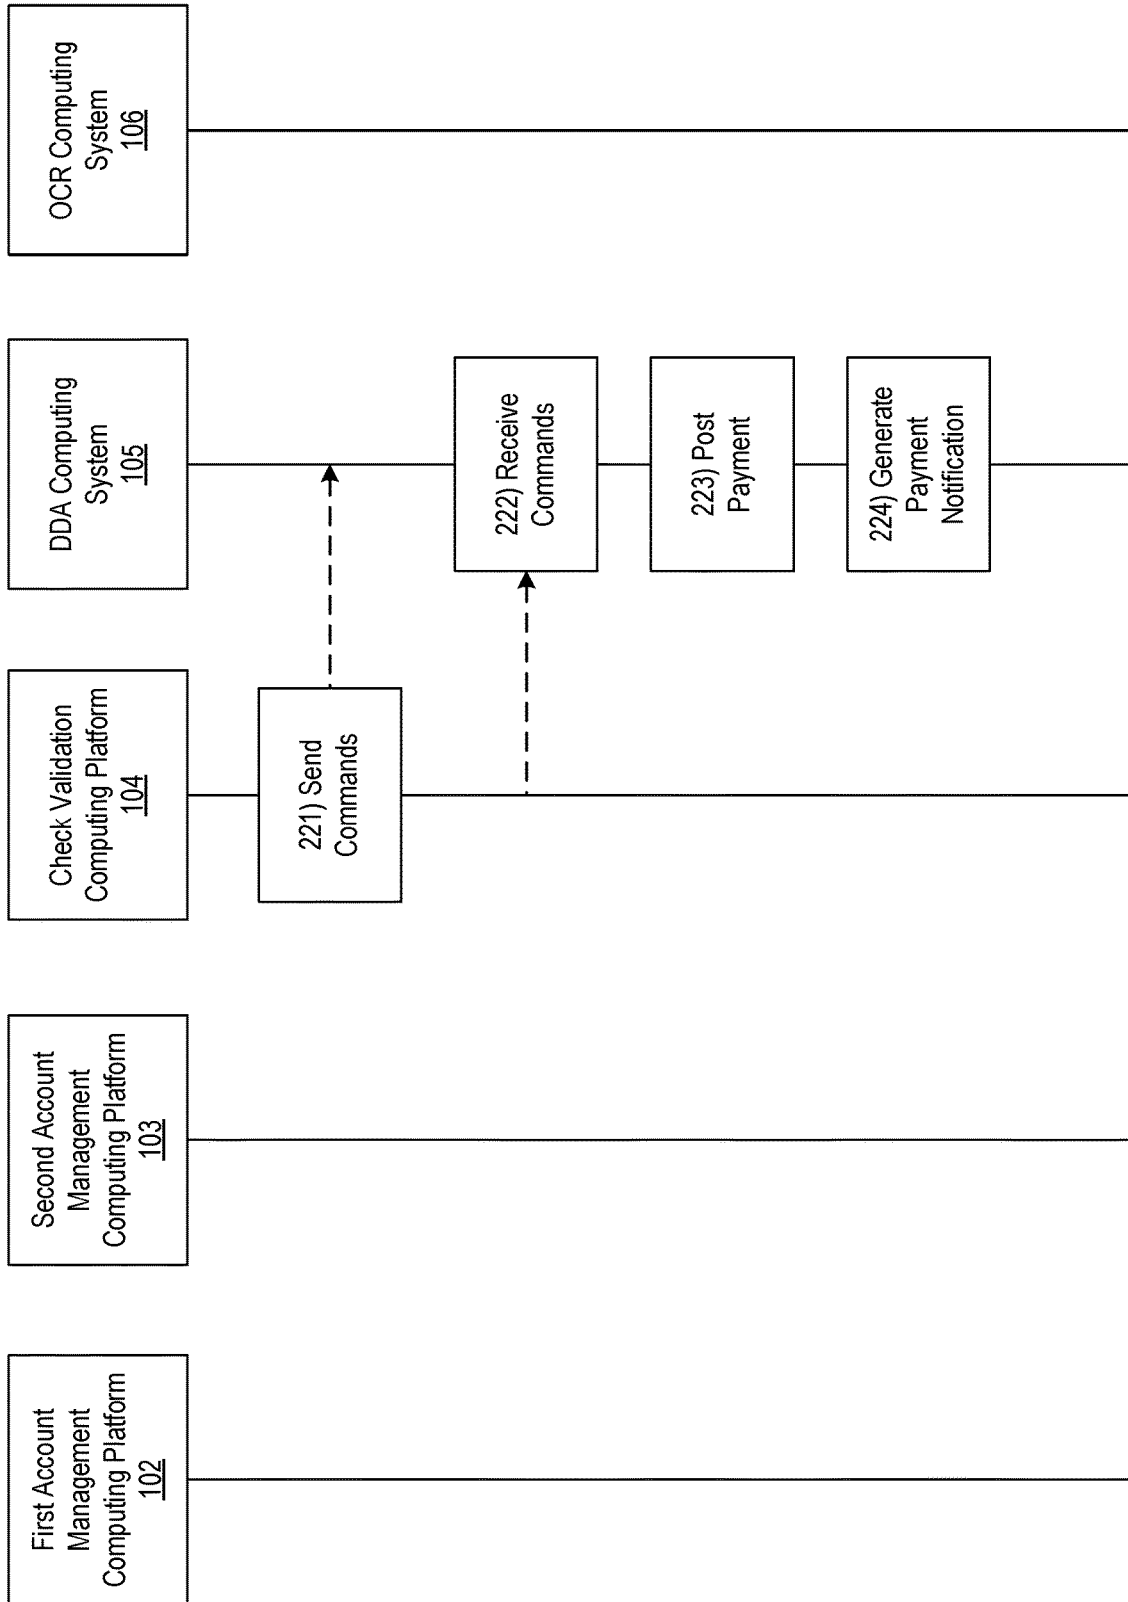 First Account
Management
Computing Platform
102
Second Account
Management
Computing Platform
103
Check Validation
Computing Platform
104
DDA Computing
System
105
OCR Computing
System
106
221) Send
Commands
222) Receive
Commands
223) Post
Payment
224) Generate
Payment
Notification